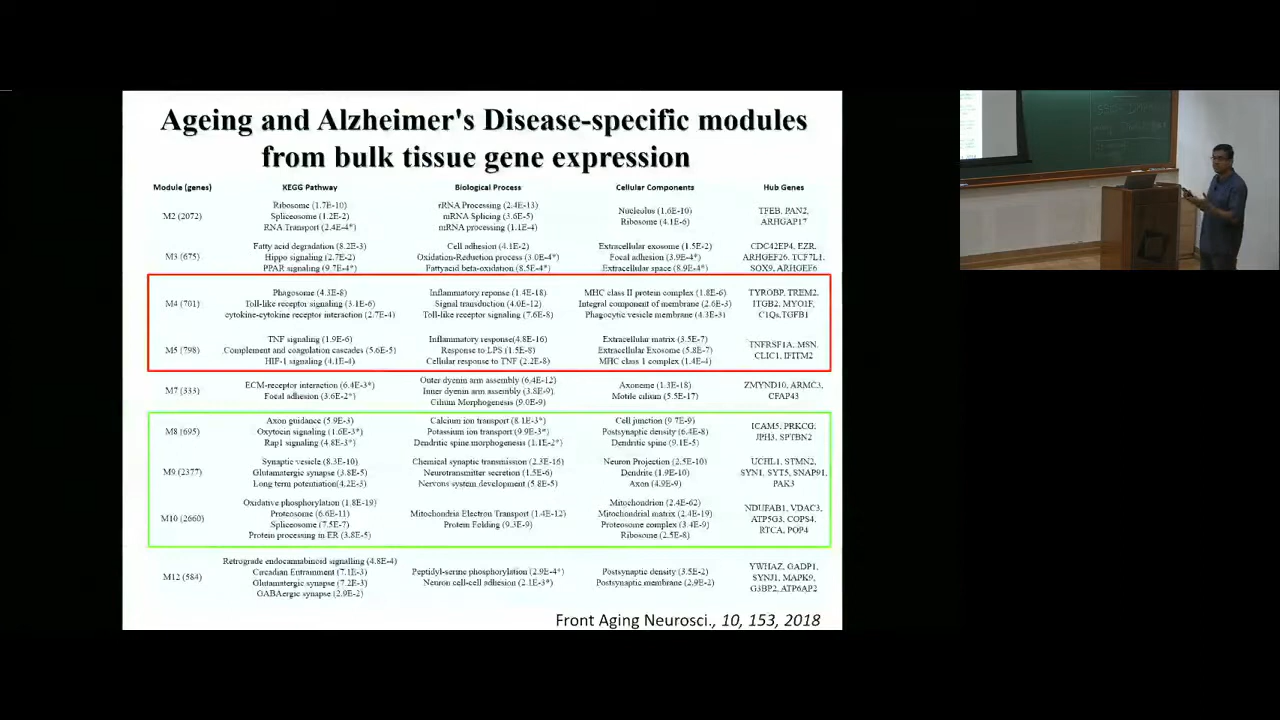 Ageing and Alzheimer's Disease-specific modules
from bulk tissue gene expression
Module (genes) KEGG Pathway Biological Process Cellular Components Hub Genes
M2 (2072)
Ribosome (1.7E-10)
Spliceosome (1.2E-2)
RNA Transport (2.4E-4*)
rRNA Processing (2.4E-13)
mRNA Splicing (3.6E-5)
mRNA processing (1.1E-4)
Nucleolus (1.6E-10)
Ribosome (4.1E-6)
TFEB, PAN2,
ARHGAP17
M3 (675)
Fatty acid degradation (8.2E-3)
Hippo signaling (2.7E-2)
PPAR signaling (9.7E-4*)
Cell adhesion (4.1E-2)
Oxidation-Reduction process (3.0E-4*)
Fattyacid beta-oxidation (8.5E-4*)
Extracellular exosome (1.5E-2)
Focal adhesion (3.9E-4*)
Extracellular space (8.9E-4*)
CDC42EP4, EZR,
ARHGEF26, TCF7L1,
SOX9, ARHGEF6
M4 (701)
Phagosome (4.3E-8)
Toll-like receptor signaling (3.1E-6)
cytokine-cytokine receptor interaction (2.7E-4)
Inflammatory reponse (1.4E-18)
Signal transduction (4.0E-12)
Toll-like receptor signaling (7.6E-8)
MHC class II protein complex (1.8E-6)
Integral component of membrane (2.6E-3)
Phagocytic vesicle membrane (4.3E-3)
TYROBP, TREM2,
ITGB2, MYO1F,
C1Qs,TGFB1
M5 (798)
TNF signaling (1.9E-6)
Complement and coagulation cascades (5.6E-5)
HIF-1 signaling (4.1E-4)
Inflammatory response(4.8E-16)
Response to LPS (1.5E-8)
Cellular response to TNF (2.2E-8)
Extracellular matrix (3.5E-7)
Extracellular Exosome (5.8E-7)
MHC class 1 complex (1.4E-4)
TNFRSF1A, MSN,
CLIC1, IFITM2
M7 (333)
ECM-receptor interaction (6.4E-3*)
Focal adhesion (3.6E-2*)
Outer dyenin arm assembly (6.4E-12)
Inner dyenin arm assembly (3.8E-9)
Cilium Morphogenesis (9.0E-9)
Axoneme (1.3E-18)
Motile cilium (5.5E-17)
ZMYND10, ARMC3,
CFAP43
M8 (695)
Axon guidance (5.9E-3)
Oxytocin signaling (1.6E-3*)
Rap1 signaling (4.8E-3*)
Calcium ion transport (8.1E-3*)
Potassium ion transport (9.9E-3*)
Dendritic spine morphogenesis (1.1E-2*)
Cell junction (9.7E-9)
Postsynaptic density (6.4E-8)
Dendritic spine (9.1E-5)
ICAM5, PRKCG,
JPH3, SPTBN2
M9 (2377)
Synaptic vesicle (8.3E-10)
Glutamatergic synapse (3.8E-5)
Long term potentiation(4.2E-3)
Chemical synaptic transmission (2.3E-16)
Neurotransmitter secretion (1.5E-6)
Nervous system development (5.8E-5)
Neuron Projection (2.5E-10)
Dendrite (1.9E-10)
Axon (4.9E-9)
UCHL1, STMN2,
SYN1, SYT5, SNAP91,
PAK3
M10 (2660)
Oxidative phosphorylation (1.8E-19)
Proteosome (6.6E-11)
Spliceosome (7.5E-7)
Protein processing in ER (3.8E-5)
Mitochondria Electron Transport (1.4E-12)
Protein Folding (9.3E-9)
Mitochondrion (2.4E-62)
Mitochondrial matrix (2.4E-19)
Proteosome complex (3.4E-9)
Ribosome (2.5E-8)
NDUFAB1, VDAC3,
ATP5G3, COPS4,
RTCA, POP4
M12 (584)
Retrograde endocannabinoid signalling (4.8E-4)
Circadian Entrainment (7.1E-3)
Glutamatergic synapse (7.2E-3)
GABAergic synapse (2.9E-2)
Peptidyl-serine phosphorylation (2.9E-4*)
Neuron cell-cell adhesion (2.1E-3*)
Postsynaptic density (3.5E-2)
Postsynaptic membrane (2.9E-2)
YWHAZ, GADP1,
SYNJ1, MAPK9,
G3BP2, ATP6AP2
Front Aging Neurosci., 10, 153, 2018